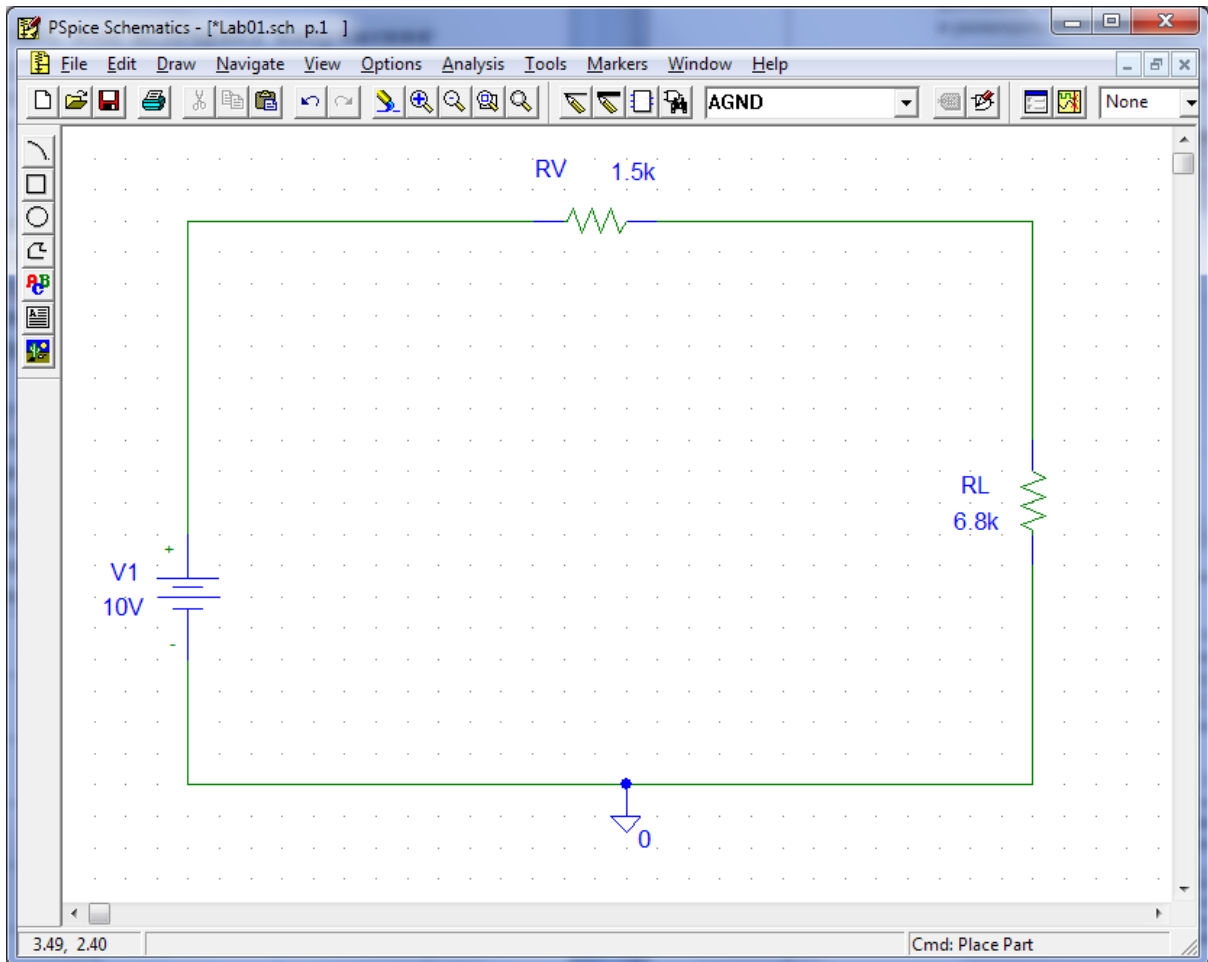 PSpice Schematics - [*Lab01.sch p.1 ]
File Edit Draw Navigate View Options Analysis Tools Markers Window Help
AGND
None
ABC
RV 1.5k
RL
6.8k
+
V1
10V
-
0
3.49, 2.40
Cmd: Place Part